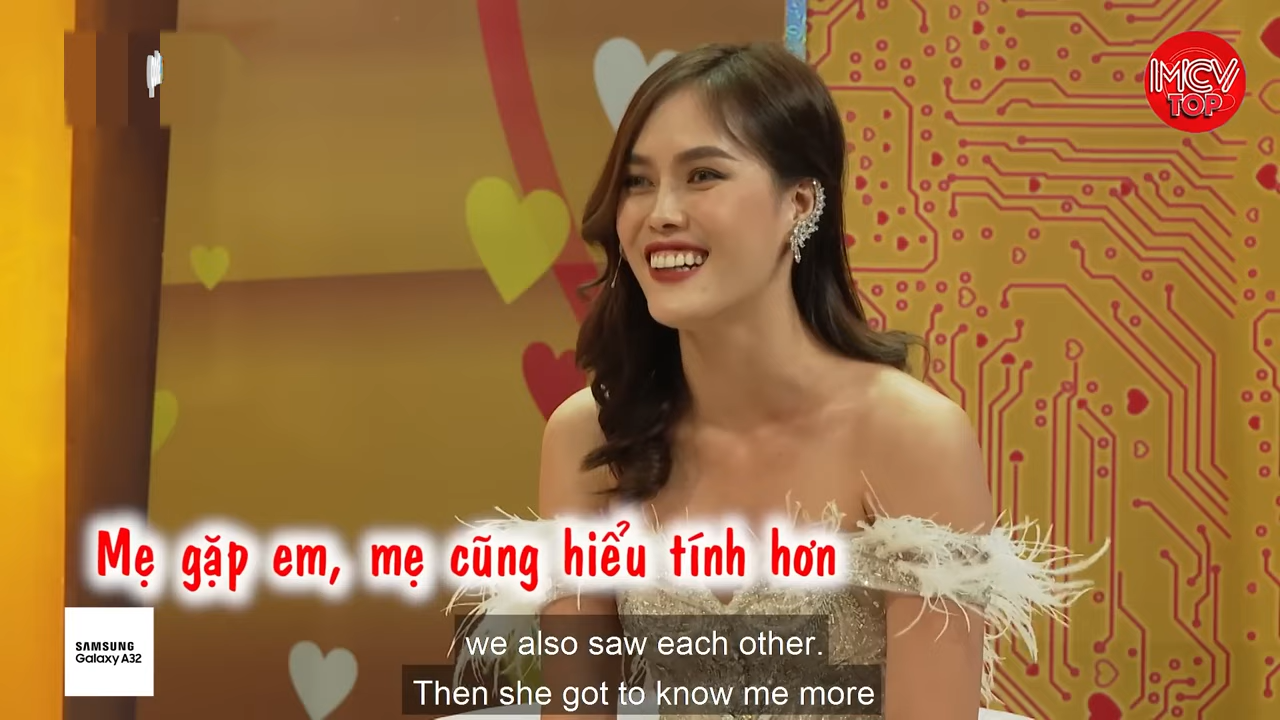 MCV
TOP
Mẹ gặp em, mẹ cũng hiểu tính hơn
SAMSUNG
Galaxy A32
we also saw each other.
Then she got to know me more